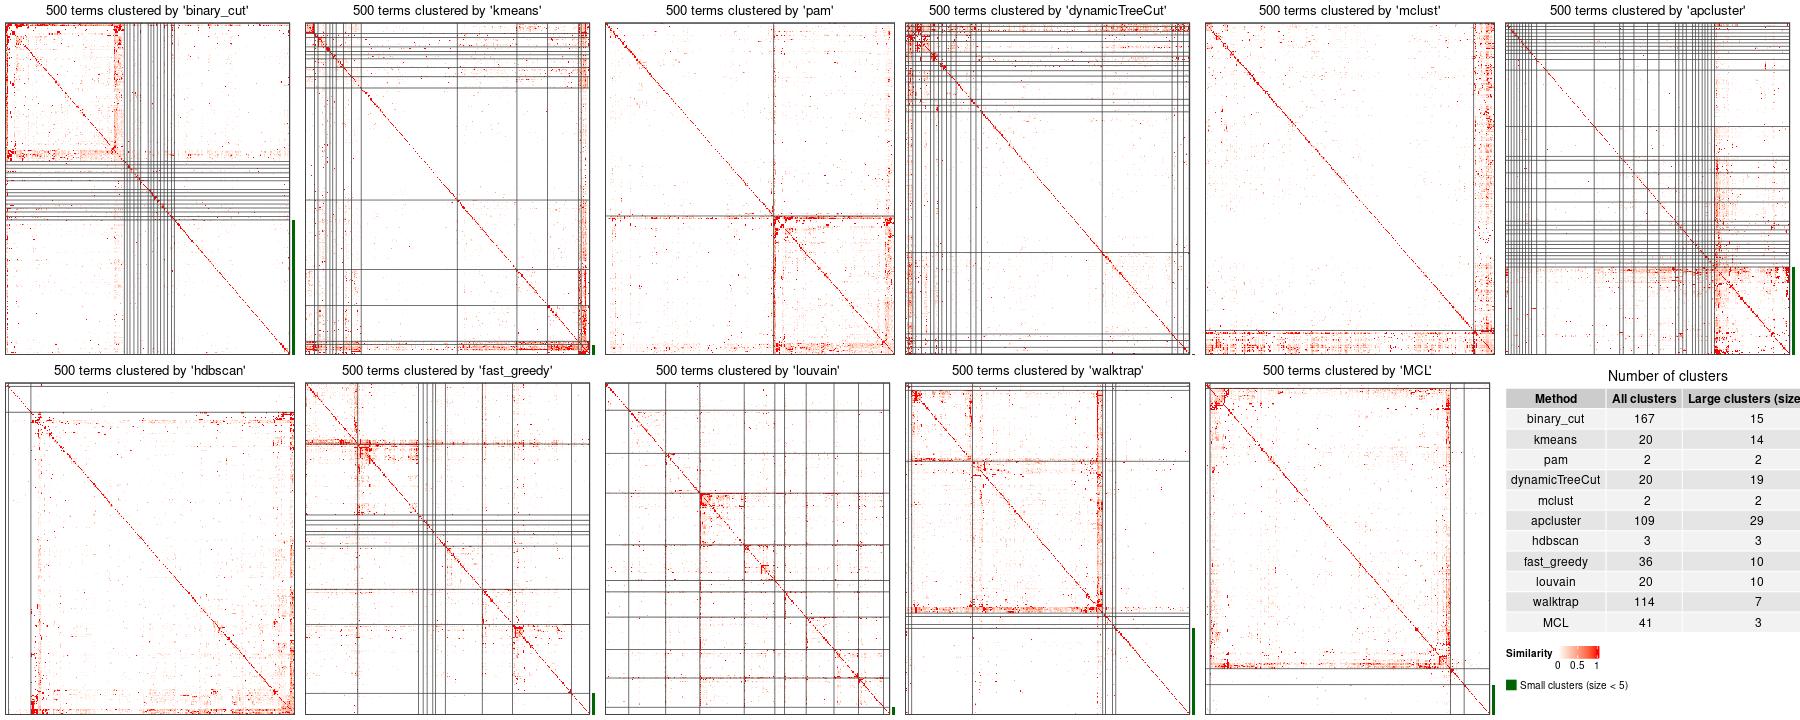 500 terms clustered by 'binary_cut'
500 terms clustered by 'kmeans'
500 terms clustered by 'pam'
500 terms clustered by 'dynamicTreeCut'
500 terms clustered by 'mclust'
500 terms clustered by 'apcluster'
500 terms clustered by 'hdbscan'
500 terms clustered by 'fast_greedy'
500 terms clustered by 'louvain'
500 terms clustered by 'walktrap'
500 terms clustered by 'MCL'
Number of clusters
Method All clusters Large clusters (size
binary_cut 167 15
kmeans 20 14
pam 2 2
dynamicTreeCut 20 19
mclust 2 2
apcluster 109 29
hdbscan 3 3
fast_greedy 36 10
louvain 20 10
walktrap 114 7
MCL 41 3
Similarity
0 0.5 1
Small clusters (size < 5)